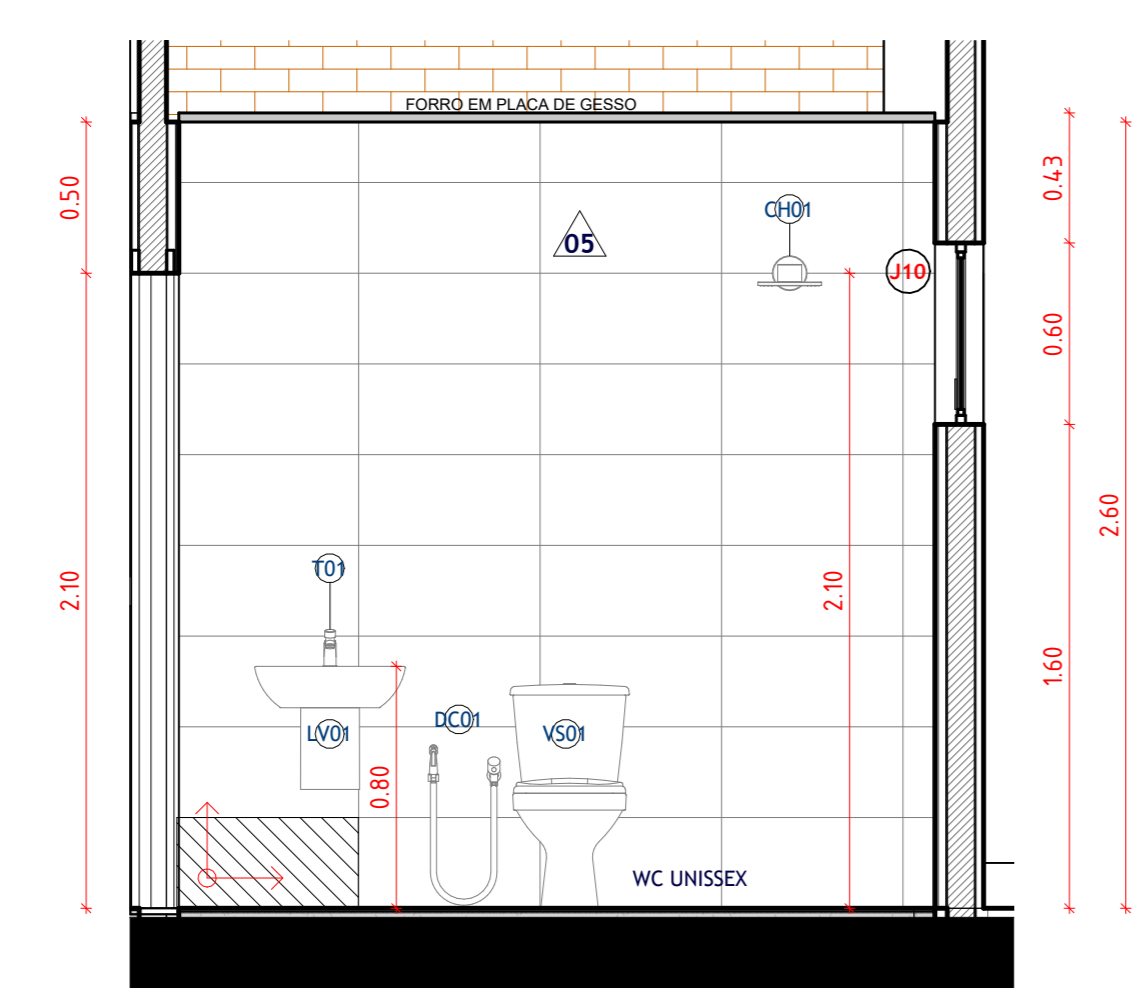 FORRO EM PLACA DE GESSO
0.50
0.43
CH01
05
J10
0.60
2.60
T01
2.10
2.10
1.60
DC01
LV01
VS01
0.80
WC UNISSEX